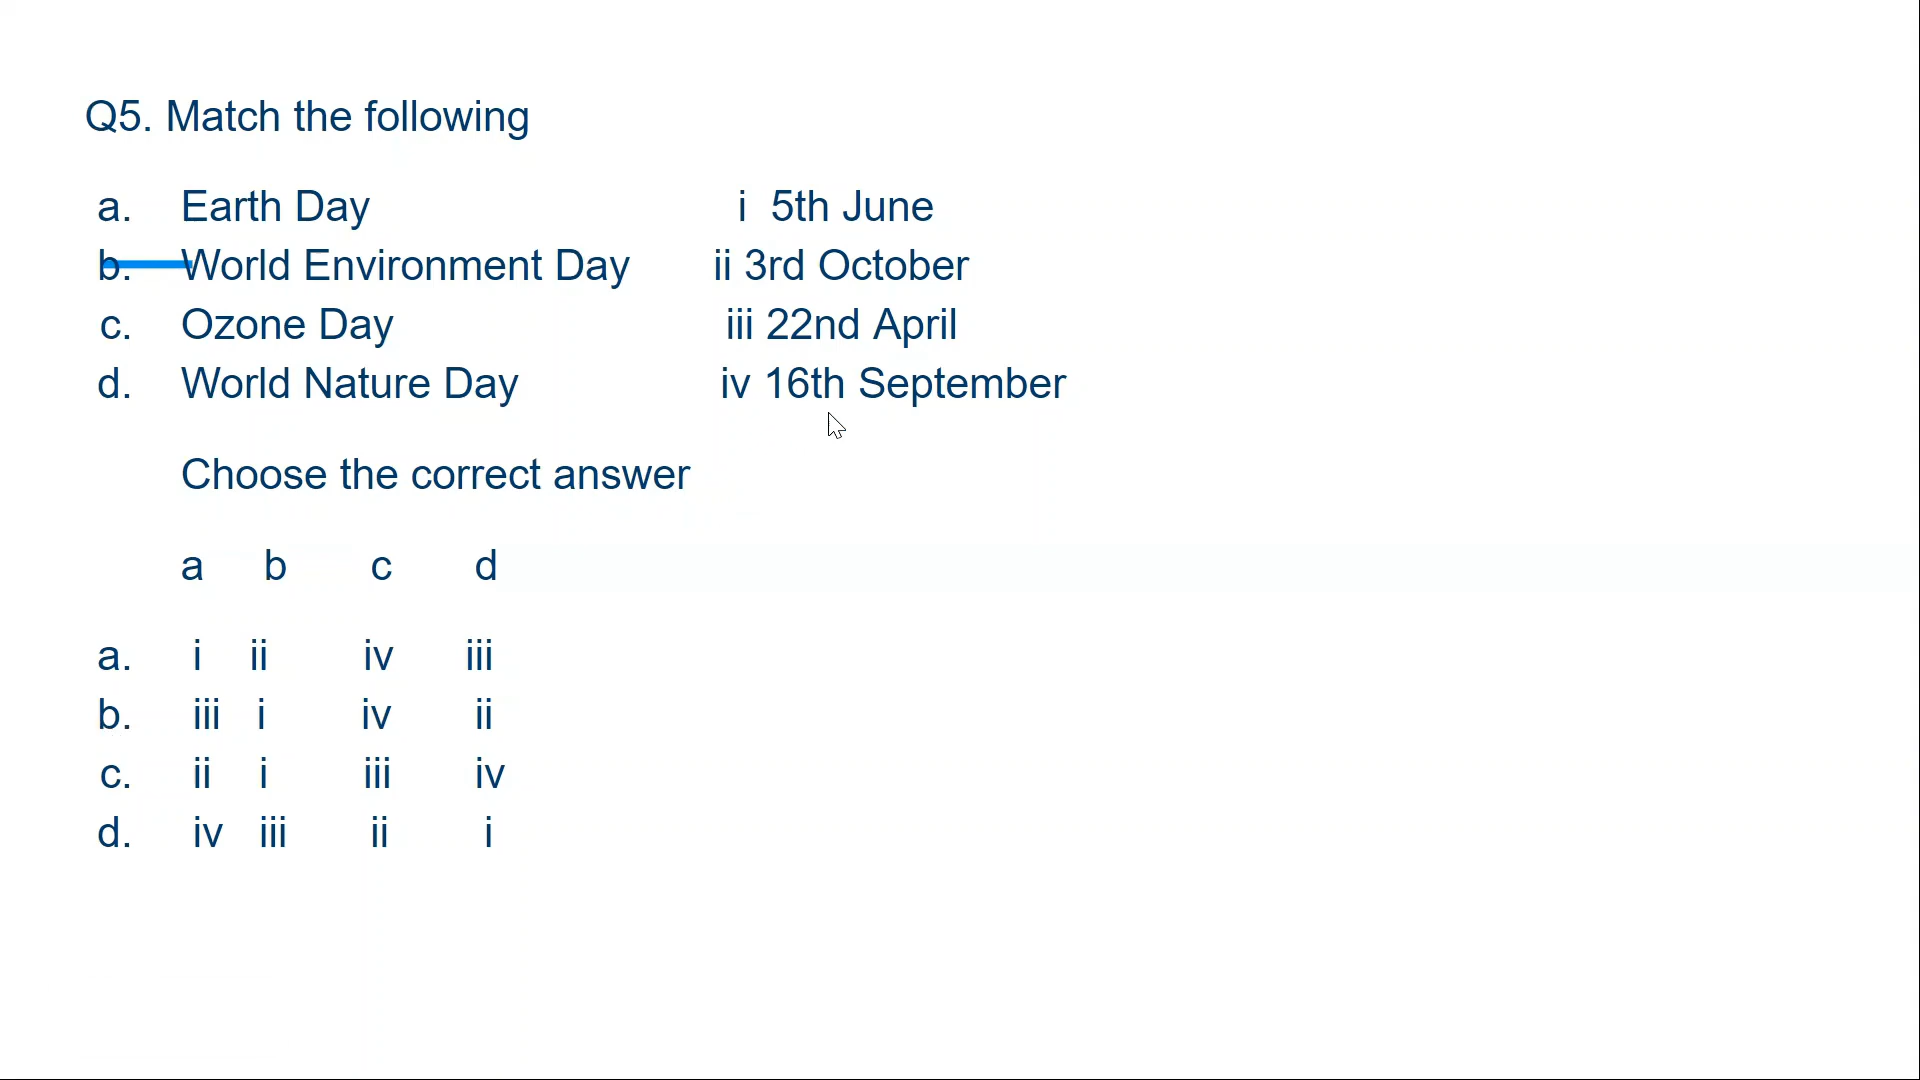 Q5. Match the following
a. Earth Day i 5th June
b. World Environment Day ii 3rd October
c. Ozone Day iii 22nd April
d. World Nature Day iv 16th September
Choose the correct answer
a b c d
a. i ii iv iii
b. iii i iv ii
c. ii i iii iv
d. iv iii ii i